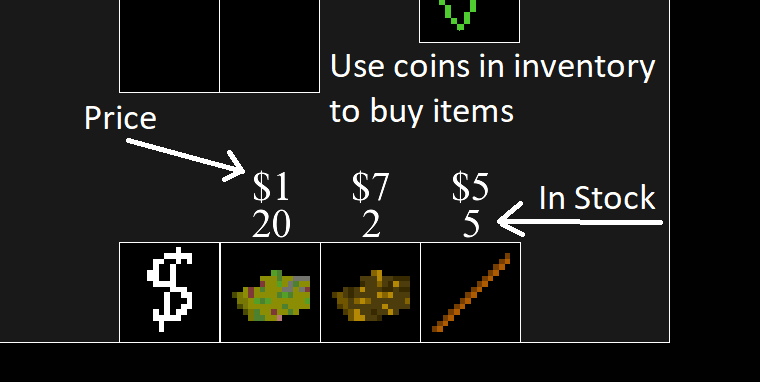 Use coins in inventory
to buy items
Price
$1 $7 $5
20 2 5
In Stock
$